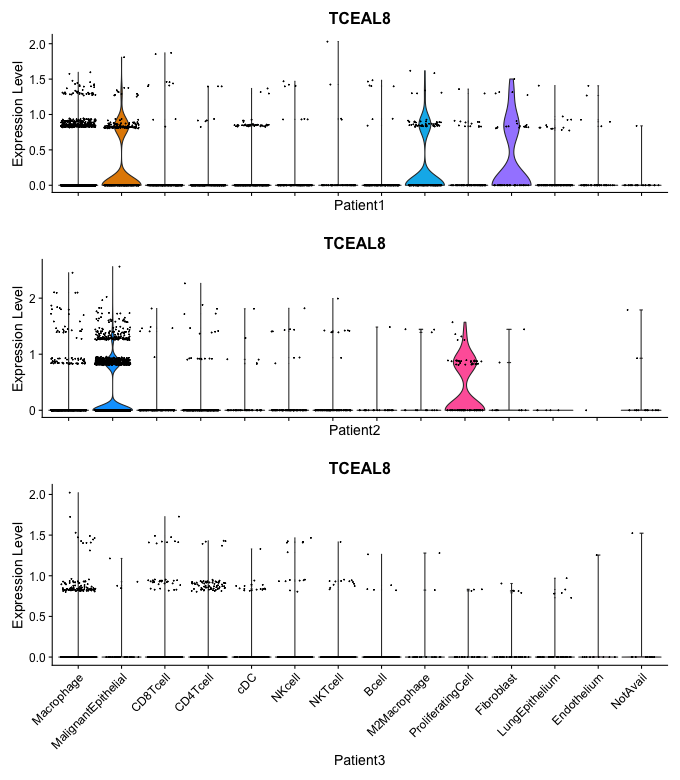 TCEAL8
Expression Level
2.0
1.5
1.0
0.5
0.0
Patient1
TCEAL8
Expression Level
2
1
0
Patient2
TCEAL8
Expression Level
2.0
1.5
1.0
0.5
0.0
Macrophage
MalignantEpithelial
CD8Tcell
CD4Tcell
cDC
NKcell
NKTcell
Bcell
M2Macrophage
ProliferatingCell
Fibroblast
LungEpithelium
Endothelium
NotAvail
Patient3